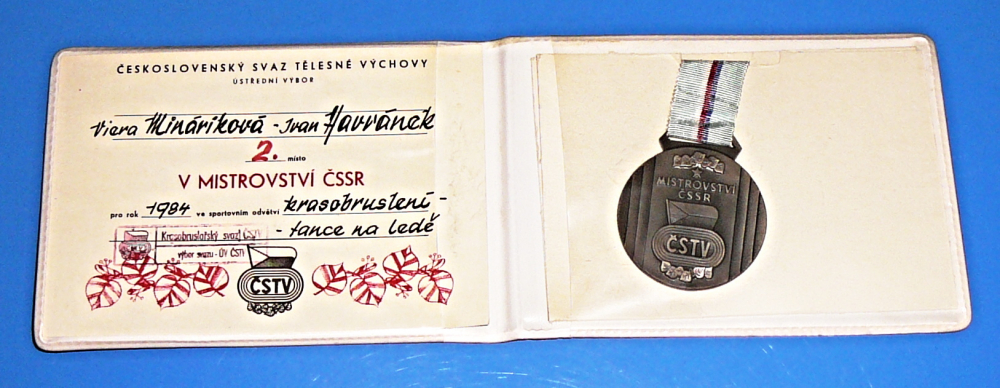 ČESKOSLOVENSKÝ SVAZ TĚLESNÉ VÝCHOVY
ÚSTŘEDNÍ VÝBOR
Viera Mináriková - Ivan Havránek
2. místo
V MISTROVSTVÍ ČSSR
pro rok 1984 ve sportovním odvětví krasobruslení -
- tance na ledě
Krasobruslařský svaz
výbor svazu - ÚV ČSTV
ČSTV
MISTROVSTVÍ
ČSSR
ČSTV